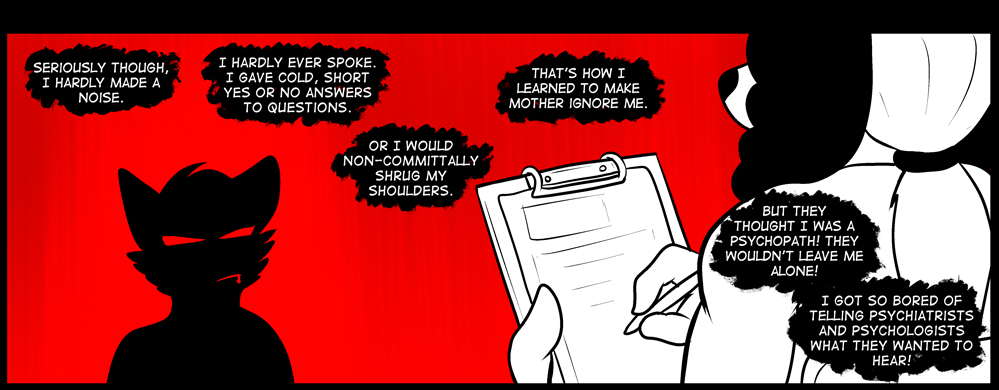 SERIOUSLY THOUGH,
I HARDLY MADE A
NOISE.
I HARDLY EVER SPOKE.
I GAVE COLD, SHORT
YES OR NO ANSWERS
TO QUESTIONS.
OR I WOULD
NON-COMMITTALLY
SHRUG MY
SHOULDERS.
THAT'S HOW I
LEARNED TO MAKE
MOTHER IGNORE ME.
BUT THEY
THOUGHT I WAS A
PSYCHOPATH! THEY
WOULDN'T LEAVE ME
ALONE!
I GOT SO BORED OF
TELLING PSYCHIATRISTS
AND PSYCHOLOGISTS
WHAT THEY WANTED TO
HEAR!